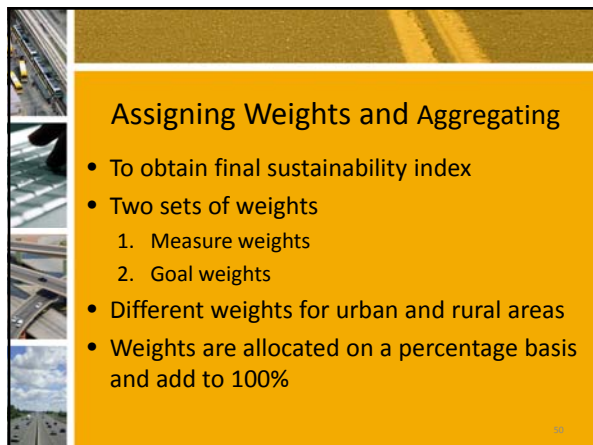 Assigning Weights and Aggregating
• To obtain final sustainability index
• Two sets of weights
1. Measure weights
2. Goal weights
• Different weights for urban and rural areas
• Weights are allocated on a percentage basis
and add to 100%
50